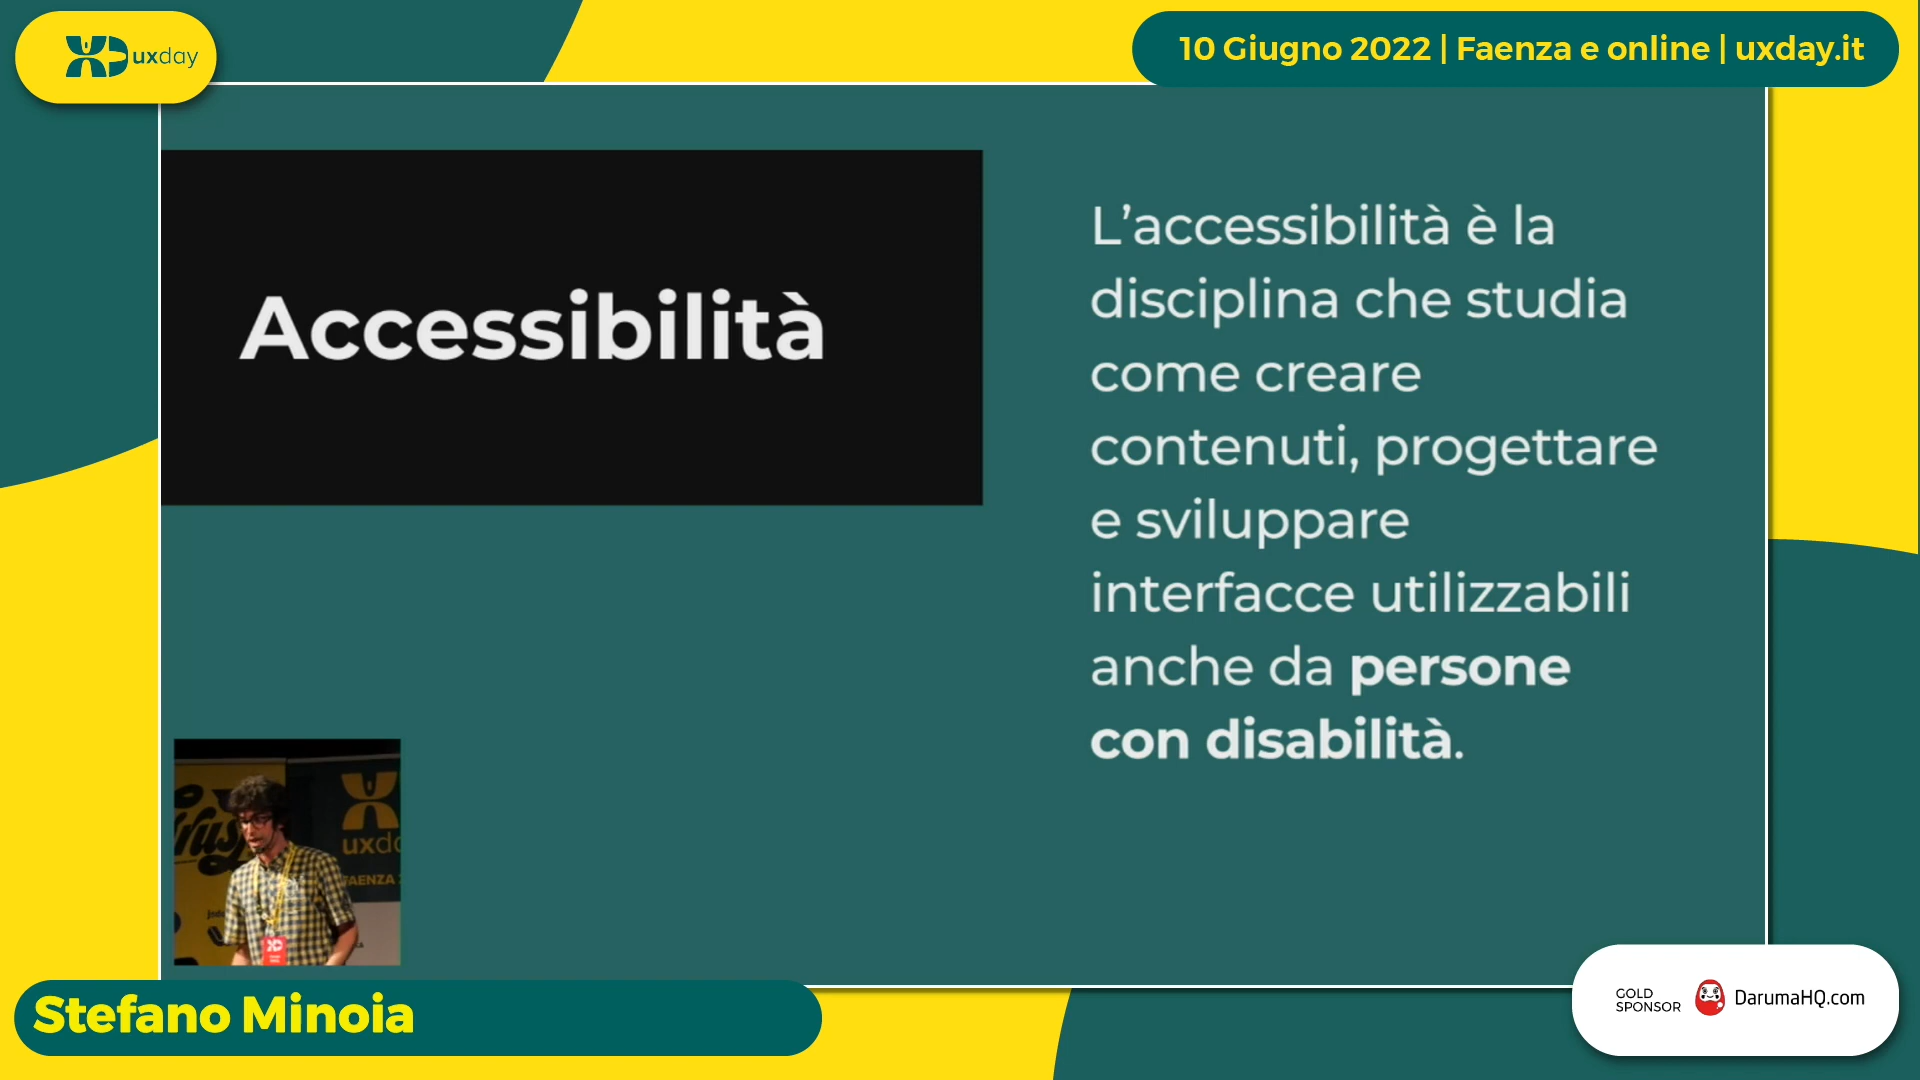 uxday
10 Giugno 2022 | Faenza e online | uxday.it
Accessibilità
L’accessibilità è la
disciplina che studia
come creare
contenuti, progettare
e sviluppare
interfacce utilizzabili
anche da persone
con disabilità.
uxda
FAENZA
Stefano Minoia
GOLD
SPONSOR
DarumaHQ.com